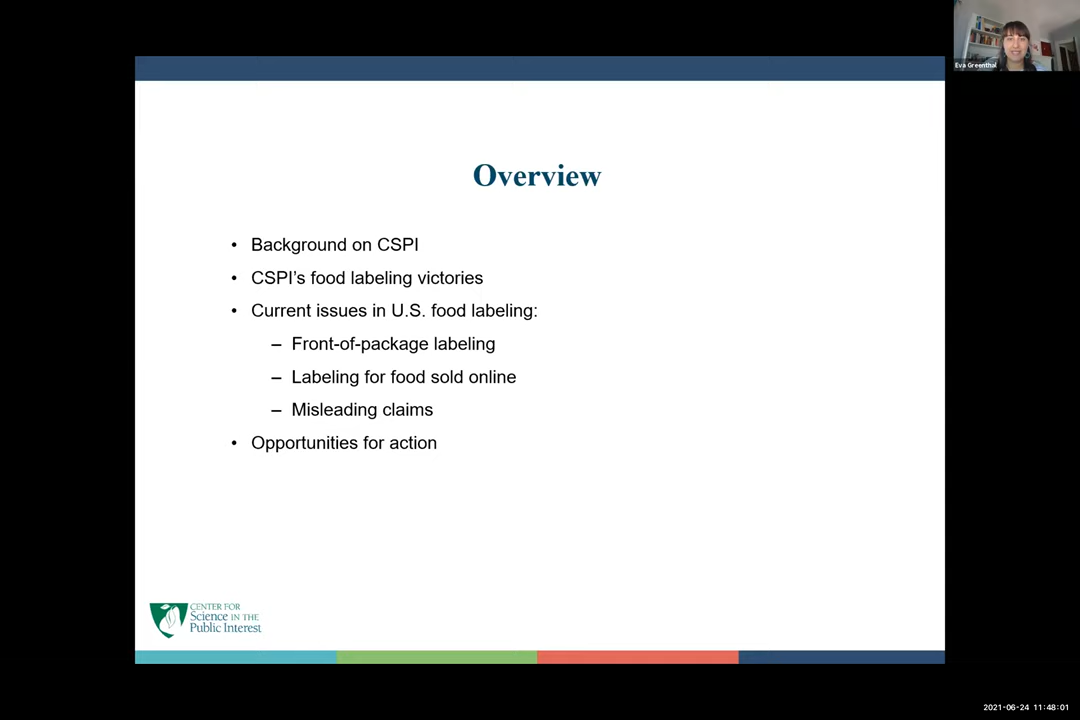 Eva Greenthal
Overview
• Background on CSPI
• CSPI's food labeling victories
• Current issues in U.S. food labeling:
– Front-of-package labeling
– Labeling for food sold online
– Misleading claims
• Opportunities for action
CENTER FOR
Science IN THE
Public Interest
2021-06-24 11:48:01